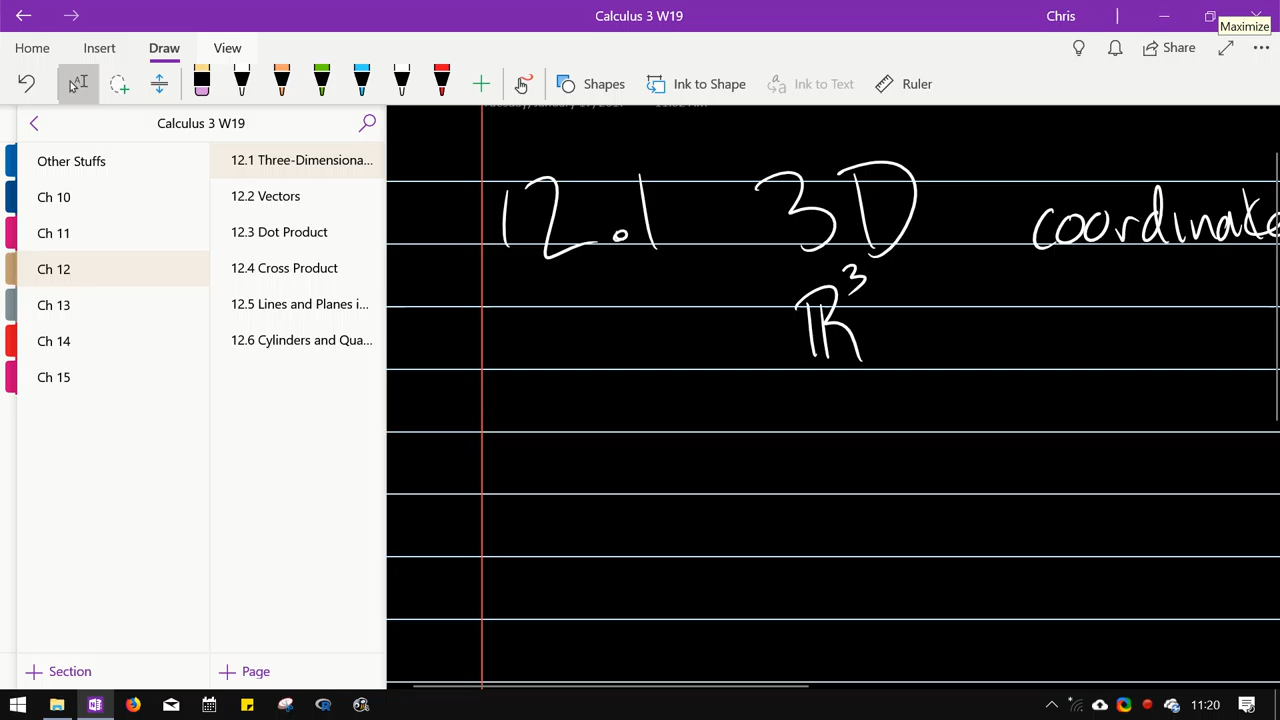 Calculus 3 W19
Chris
Maximize
Home
Insert
Draw
View
Share
Shapes
Ink to Shape
Ink to Text
Ruler
Calculus 3 W19
Other Stuffs
Ch 10
Ch 11
Ch 12
Ch 13
Ch 14
Ch 15
12.1 Three-Dimensiona...
12.2 Vectors
12.3 Dot Product
12.4 Cross Product
12.5 Lines and Planes i...
12.6 Cylinders and Qua...
12.1 3D coordinate
ℝ³
Section
Page
11:20